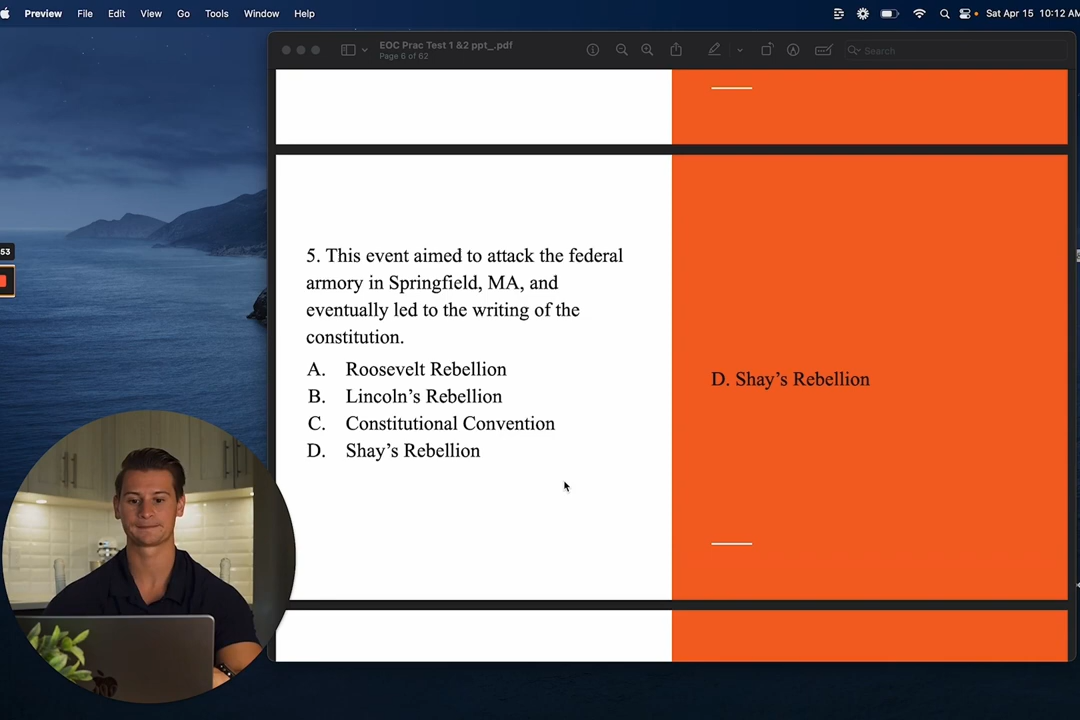 Preview File Edit View Go Tools Window Help
Sat Apr 15 10:12 AM
EOC Prac Test 1 &2 ppt_.pdf
Page 6 of 62
Search
53
5. This event aimed to attack the federal
armory in Springfield, MA, and
eventually led to the writing of the
constitution.
A. Roosevelt Rebellion
B. Lincoln’s Rebellion
C. Constitutional Convention
D. Shay’s Rebellion
D. Shay’s Rebellion